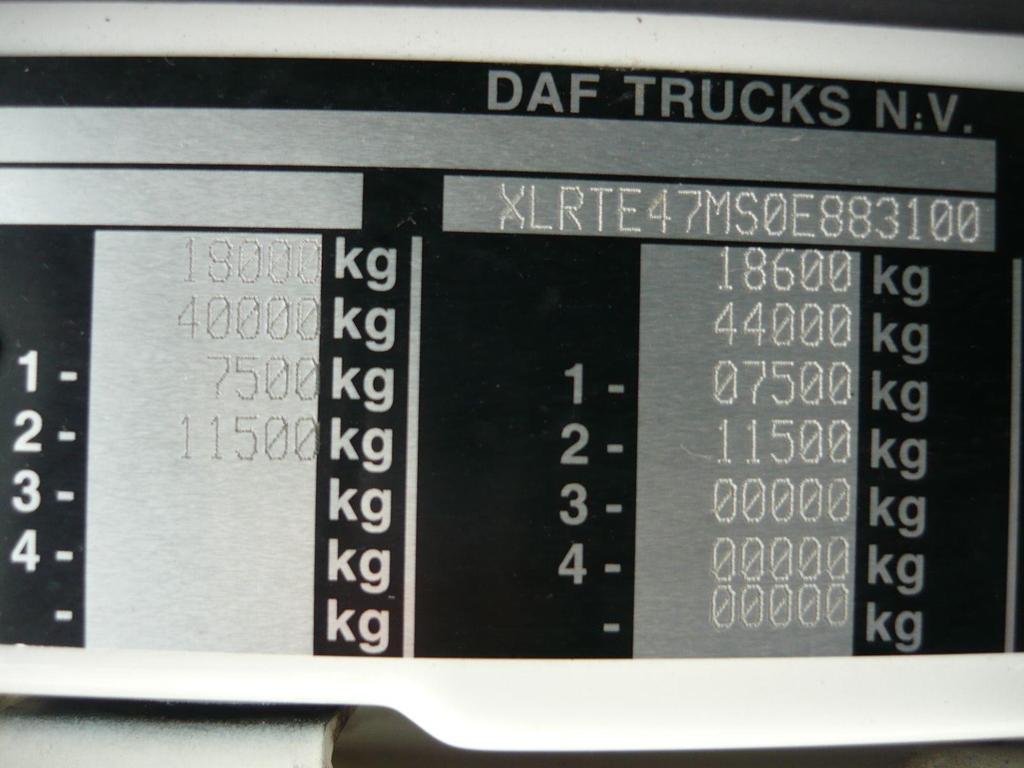 DAF TRUCKS N.V.
XLRTE47MS0E883100
18000 kg 18600 kg
40000 kg 44000 kg
1 - 7500 kg 1 - 07500 kg
2 - 11500 kg 2 - 11500 kg
3 - kg 3 - 00000 kg
4 - kg 4 - 00000 kg
- kg - 00000 kg